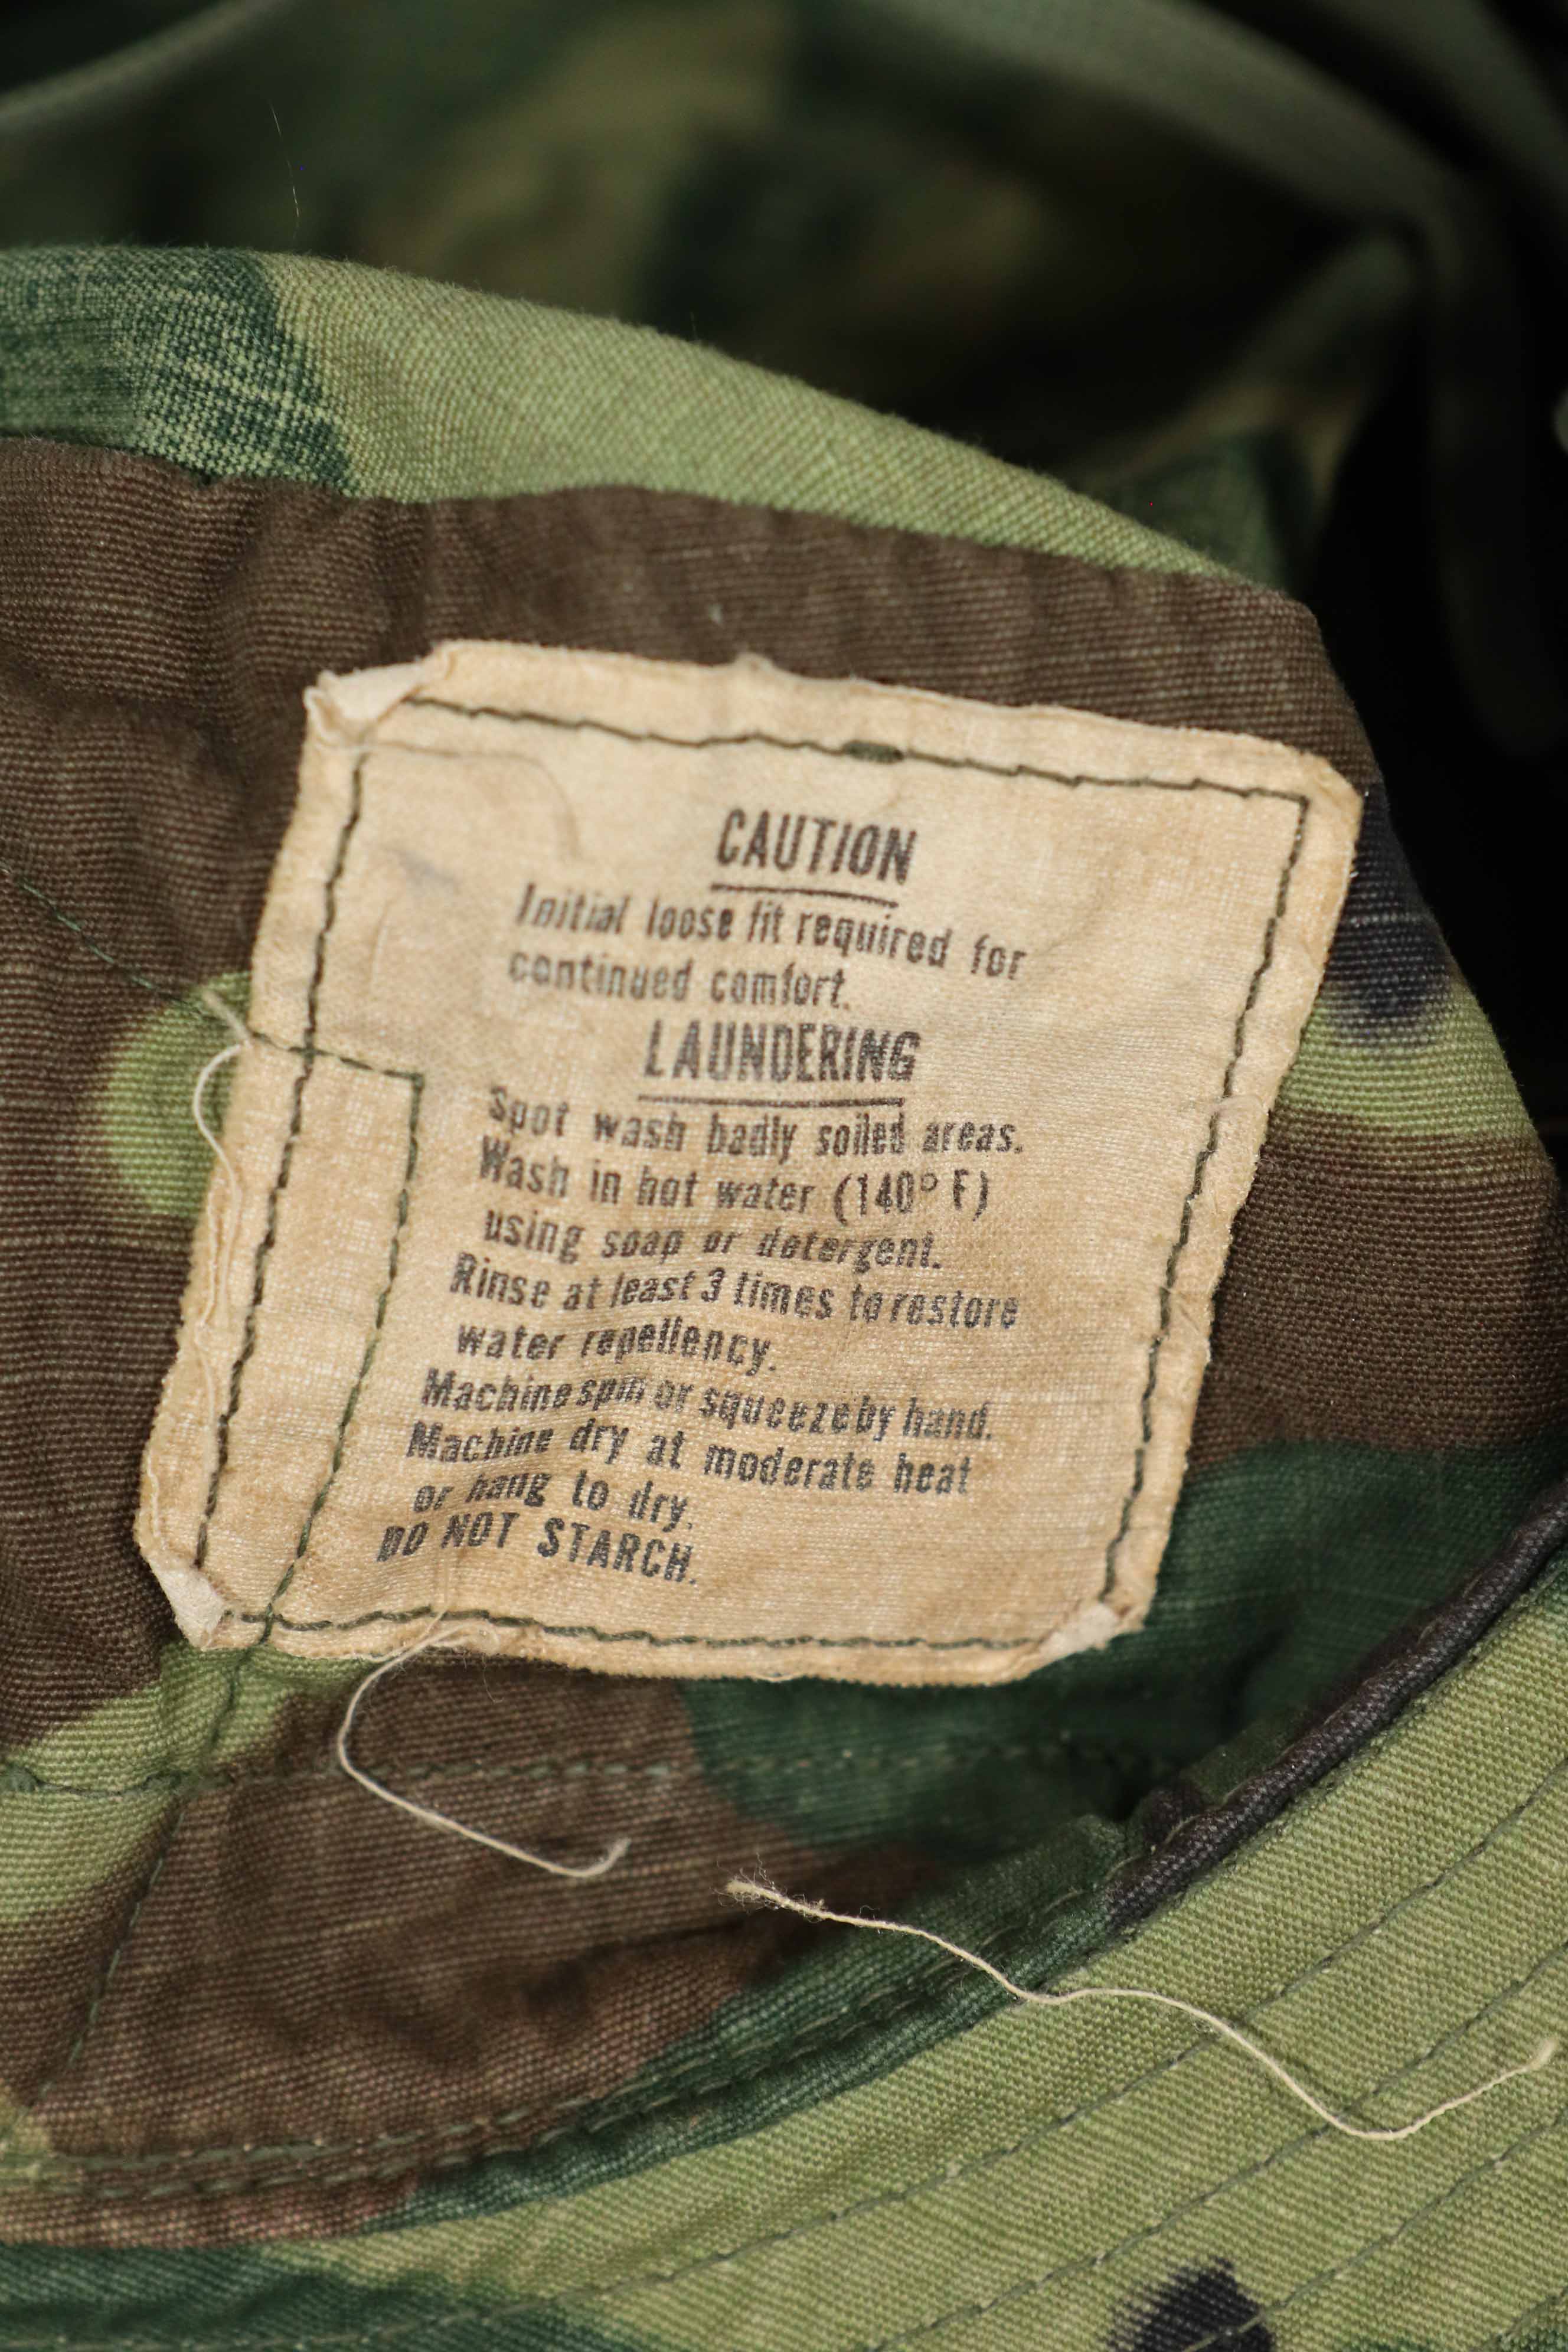 CAUTION
Initial loose fit required for
continued comfort.
LAUNDERING
Spot wash badly soiled areas.
Wash in hot water (140° F)
using soap or detergent.
Rinse at least 3 times to restore
water repellency.
Machine spin or squeeze by hand.
Machine dry at moderate heat
or hang to dry.
DO NOT STARCH.